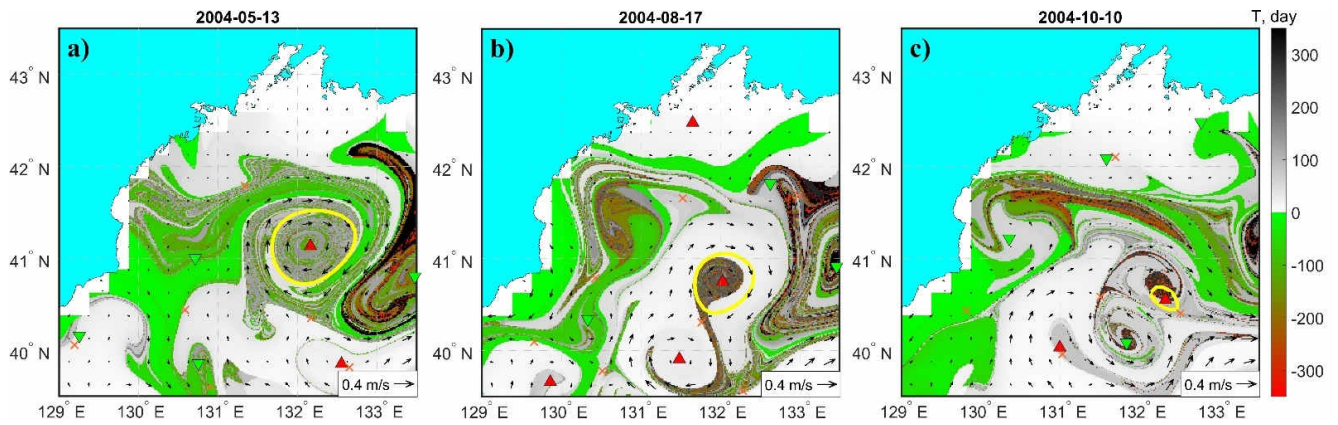 2004-05-13
2004-08-17
2004-10-10
T, day
a)
b)
c)
43° N
42° N
41° N
40° N
0.4 m/s
129° E
130° E
131° E
132° E
133° E
43° N
42° N
41° N
40° N
0.4 m/s
129° E
130° E
131° E
132° E
133° E
43° N
42° N
41° N
40° N
0.4 m/s
129° E
130° E
131° E
132° E
133° E
300
200
100
0
-100
-200
-300